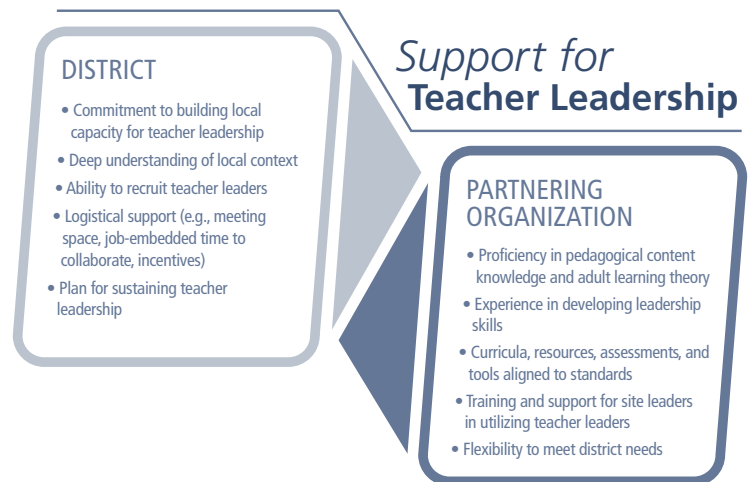 Support for
Teacher Leadership
DISTRICT
• Commitment to building local
capacity for teacher leadership
• Deep understanding of local context
• Ability to recruit teacher leaders
• Logistical support (e.g., meeting
space, job-embedded time to
collaborate, incentives)
• Plan for sustaining teacher
leadership
PARTNERING
ORGANIZATION
• Proficiency in pedagogical content
knowledge and adult learning theory
• Experience in developing leadership
skills
• Curricula, resources, assessments, and
tools aligned to standards
• Training and support for site leaders
in utilizing teacher leaders
• Flexibility to meet district needs